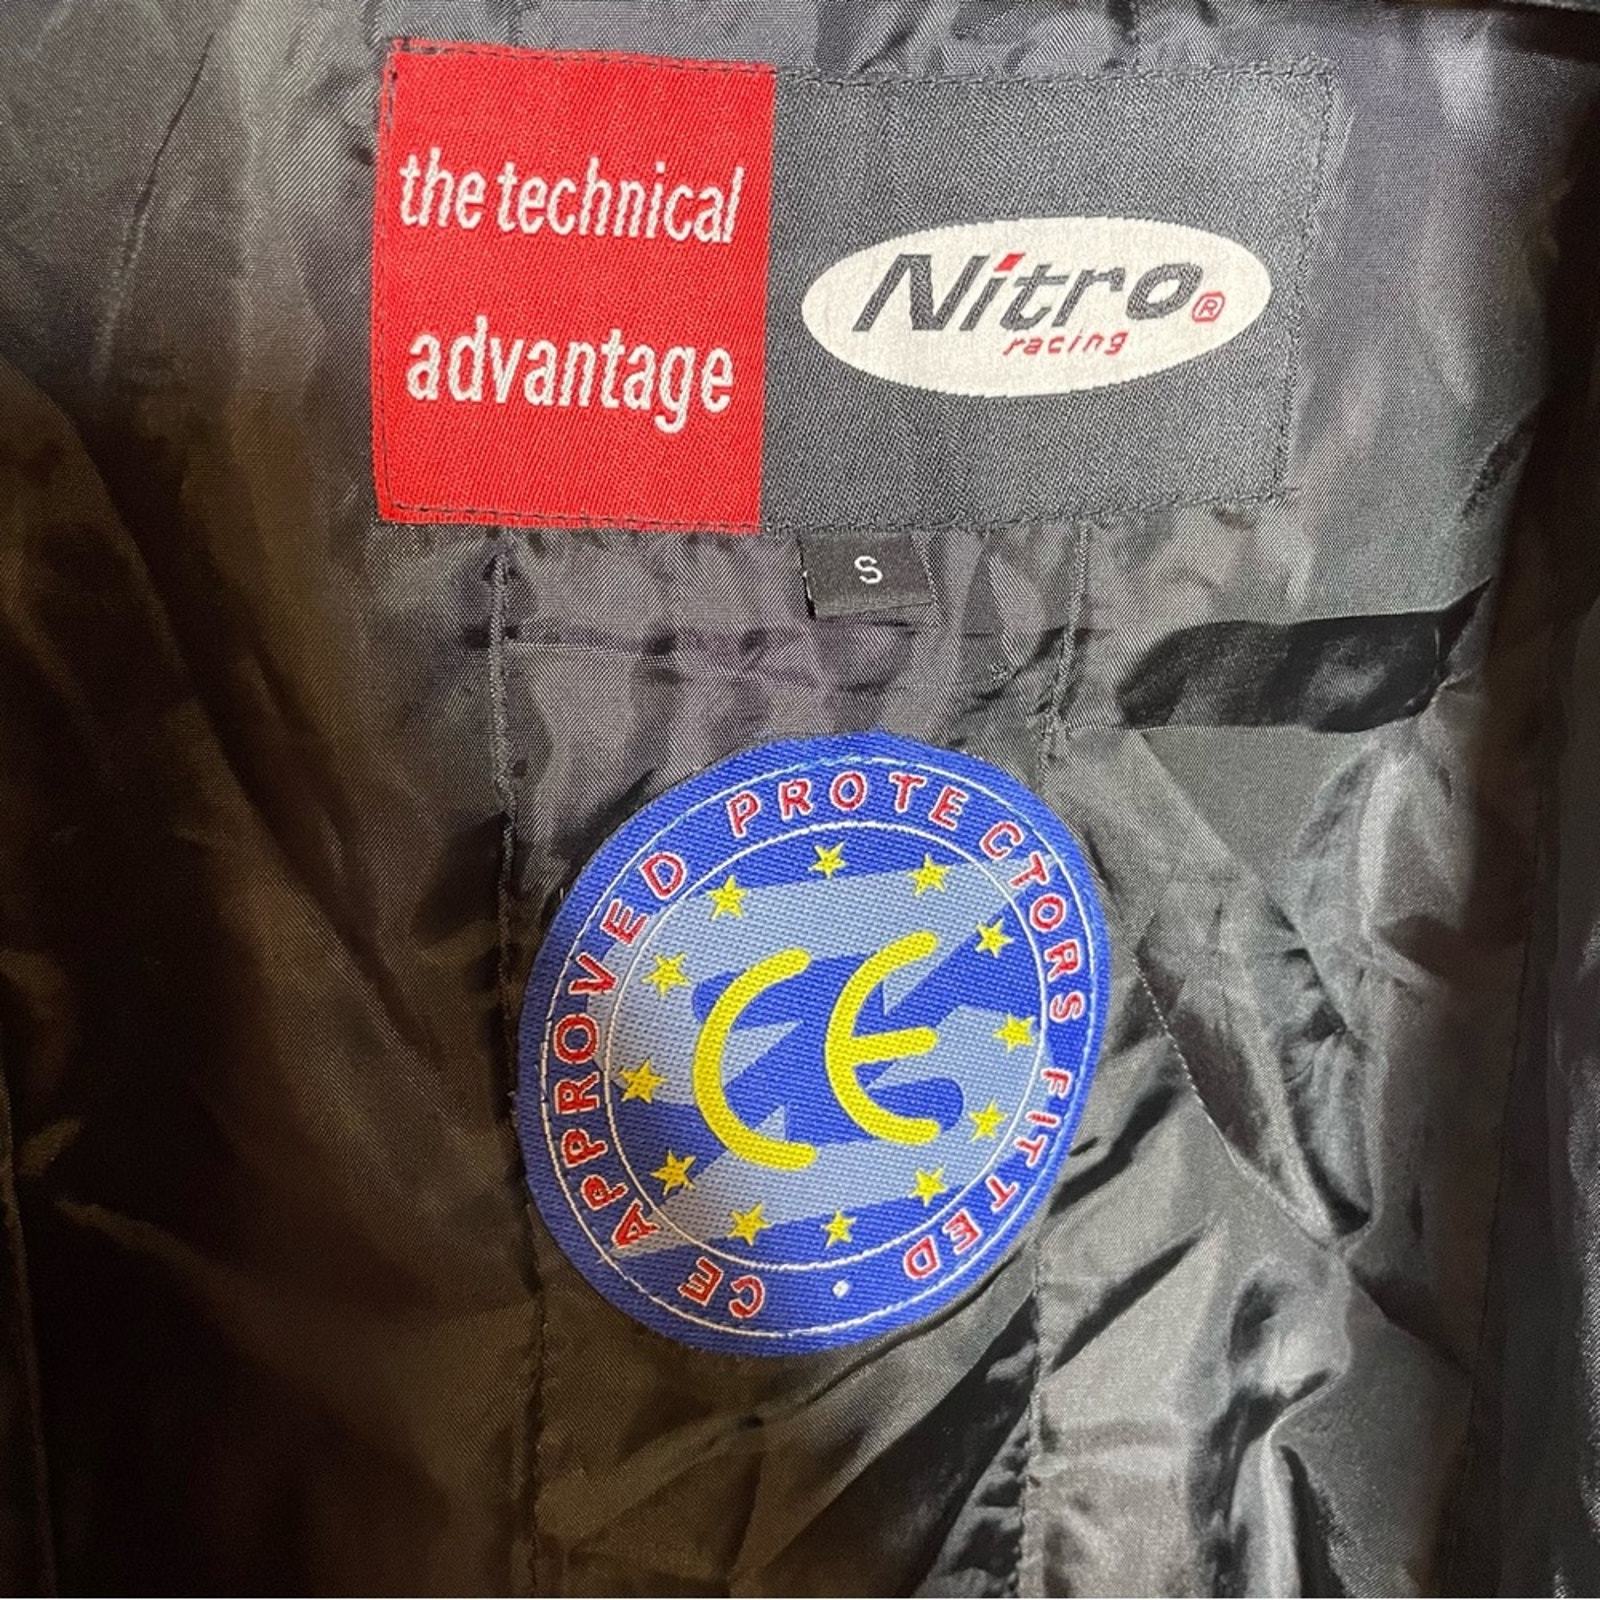 the technical
advantage
Nitro®
racing
S
CE APPROVED PROTECTORS FITTED •
CE